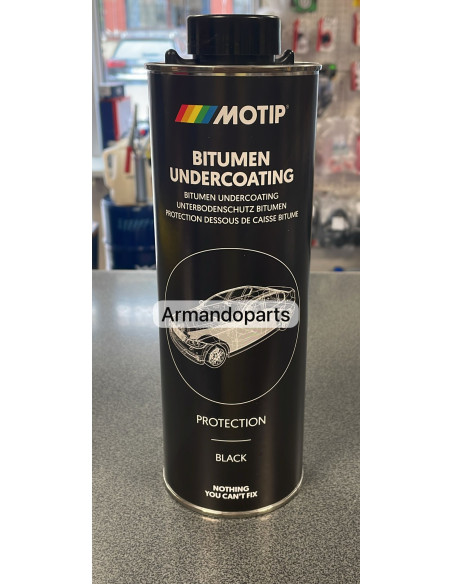 MOTIP®
BITUMEN
UNDERCOATING
BITUMEN UNDERCOATING
UNTERBODENSCHUTZ BITUMEN
PROTECTION DESSOUS DE CAISSE BITUME
Armandoparts
PROTECTION
BLACK
NOTHING
YOU CAN'T FIX